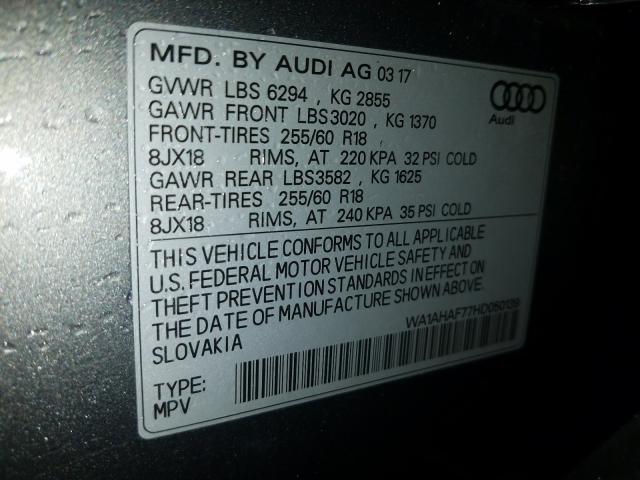 MFD. BY AUDI AG 03 17
GVWR LBS 6294 , KG 2855
GAWR FRONT LBS3020 , KG 1370
FRONT-TIRES 255/60 R18 ,
8JX18 RIMS, AT 220 KPA 32 PSI COLD
GAWR REAR LBS3582 , KG 1625
REAR-TIRES 255/60 R18
8JX18 RIMS, AT 240 KPA 35 PSI COLD
Audi
THIS VEHICLE CONFORMS TO ALL APPLICABLE
U.S. FEDERAL MOTOR VEHICLE SAFETY AND
THEFT PREVENTION STANDARDS IN EFFECT ON
THE DATE OF MANUFACTURE SHOWN ABOVE.
SLOVAKIA
WA1AHAF77HD050139
TYPE:
MPV